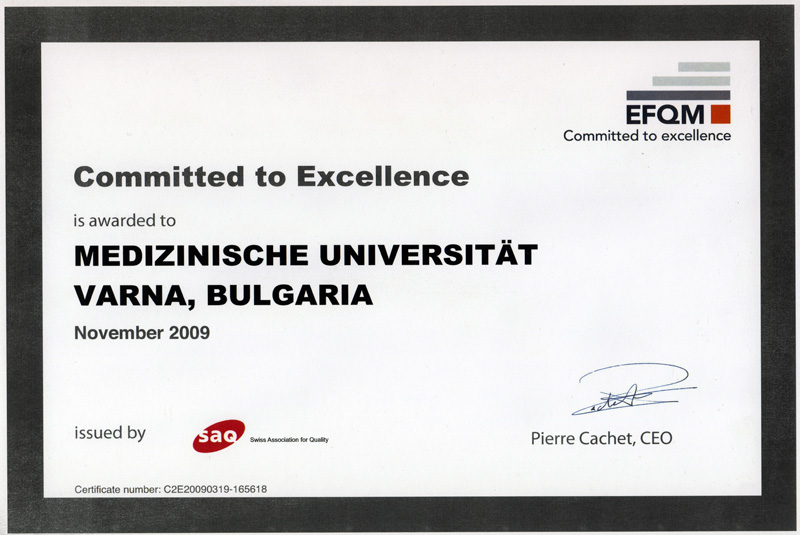 EFQM
Committed to excellence
Committed to Excellence
is awarded to
MEDIZINISCHE UNIVERSITÄT
VARNA, BULGARIA
November 2009
issued by
saq
Swiss Association for Quality
Pierre Cachet, CEO
Certificate number: C2E20090319-165618